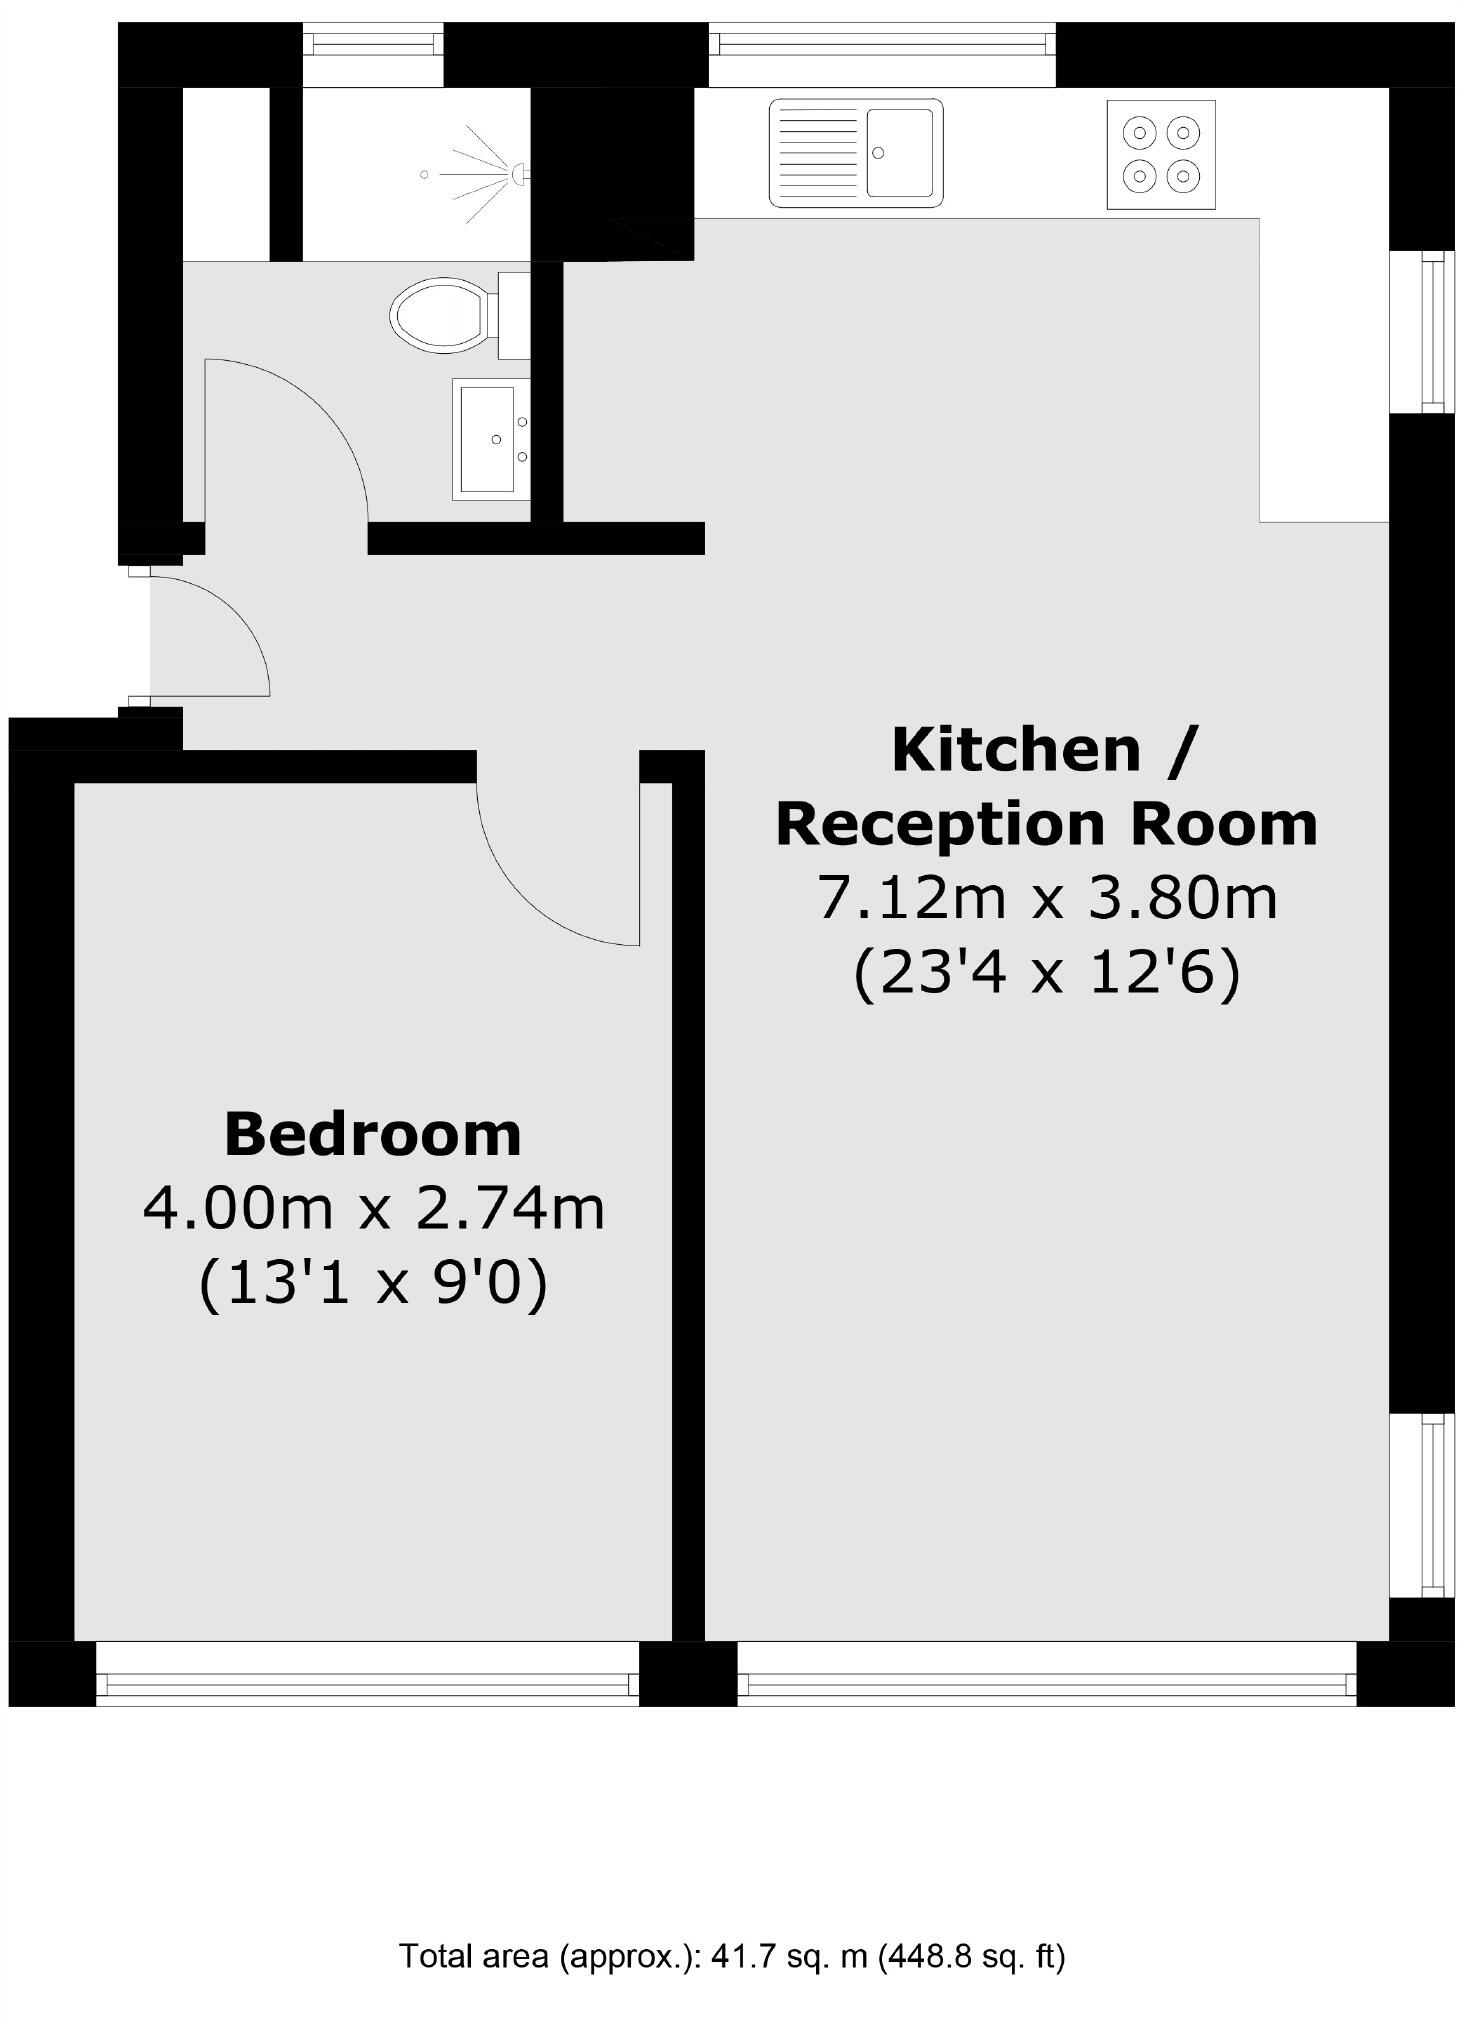 Kitchen /
Reception Room
7.12m x 3.80m
(23'4 x 12'6)
Bedroom
4.00m x 2.74m
(13'1 x 9'0)
Total area (approx.): 41.7 sq. m (448.8 sq. ft)